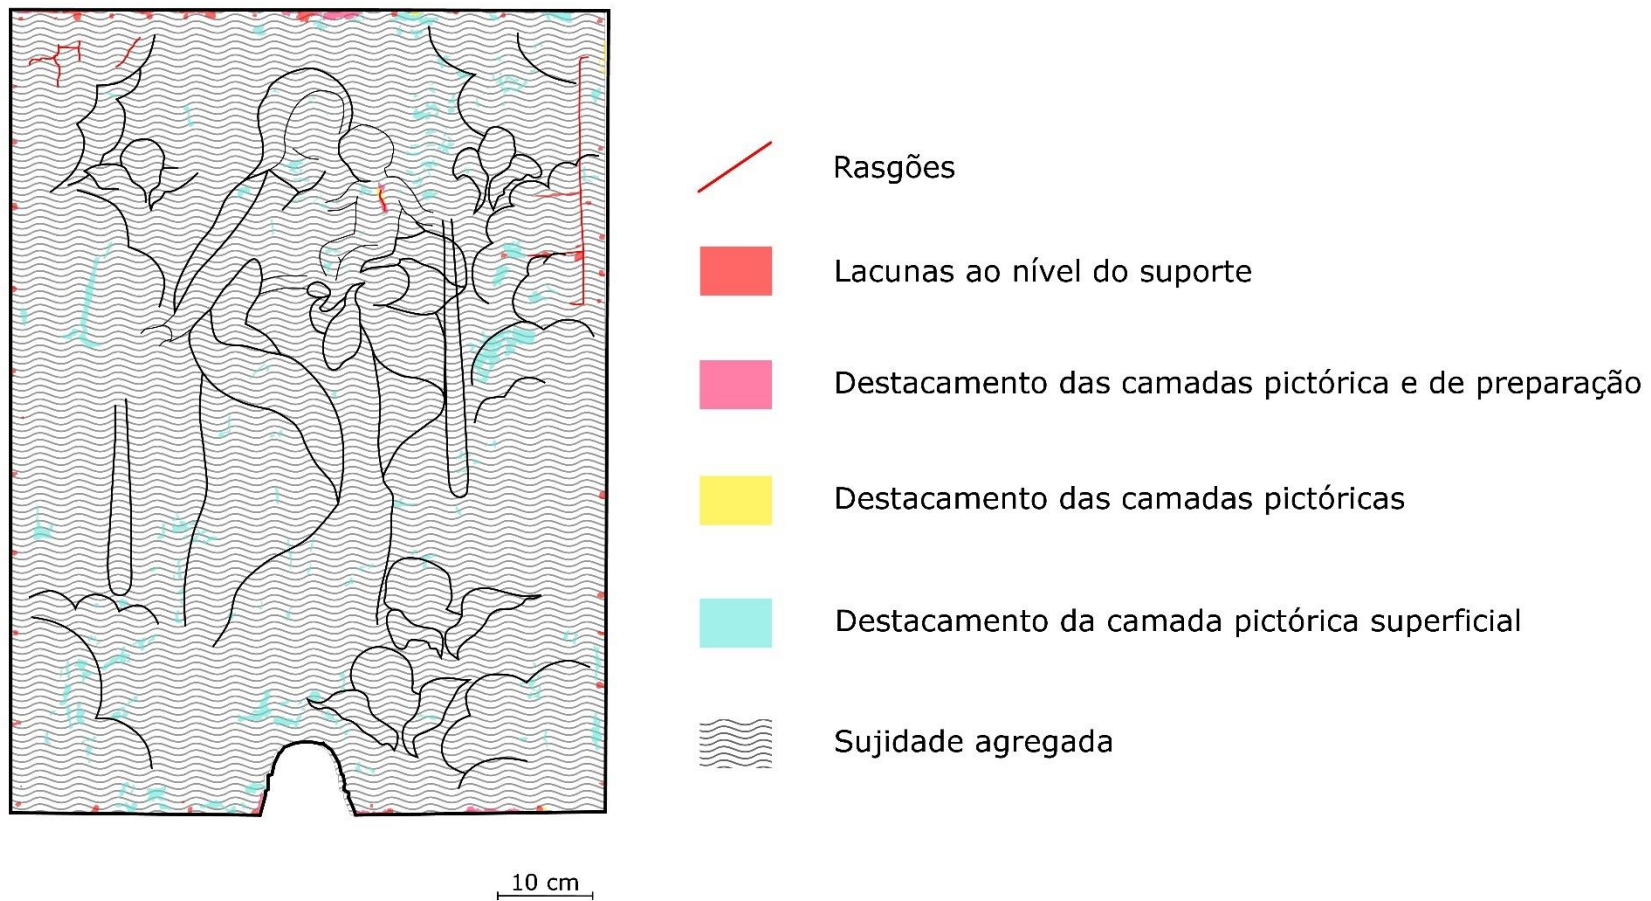 Rasgões
Lacunas ao nível do suporte
Destacamento das camadas pictórica e de preparação
Destacamento das camadas pictóricas
Destacamento da camada pictórica superficial
Sujidade agregada
10 cm